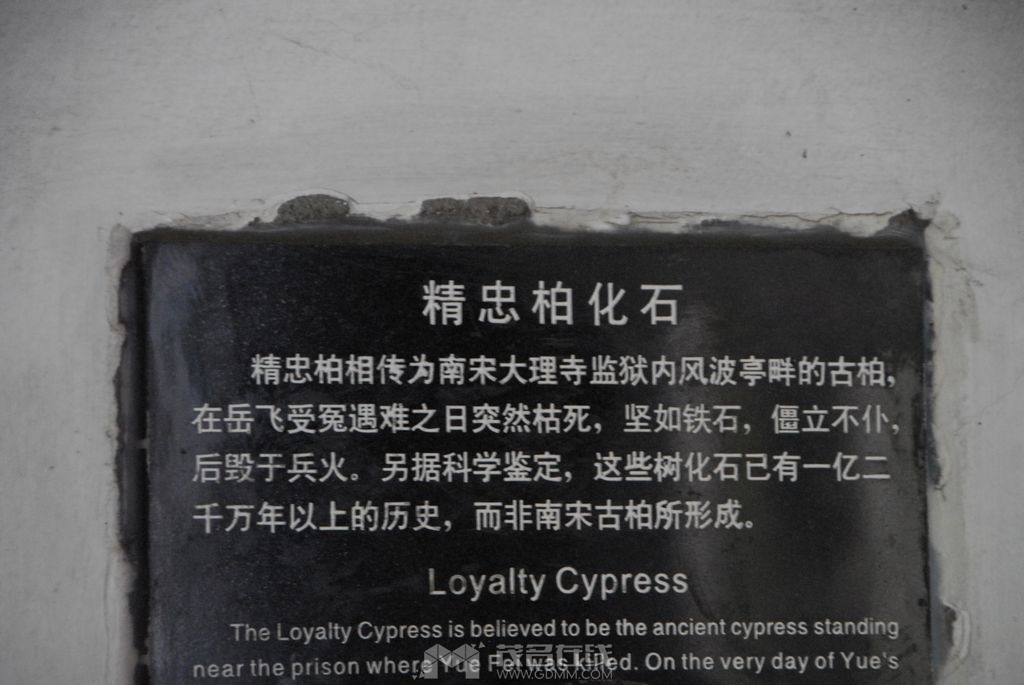 精忠柏化石
精忠柏相传为南宋大理寺监狱内风波亭畔的古柏，
在岳飞受冤遇难之日突然枯死，坚如铁石，僵立不仆，
后毁于兵火。另据科学鉴定，这些树化石已有一亿二
千万年以上的历史，而非南宋古柏所形成。
Loyalty Cypress
The Loyalty Cypress is believed to be the ancient cypress standing
near the prison where Yue Fei was killed. On the very day of Yue's
茂名在线
WWW.GDMM.COM